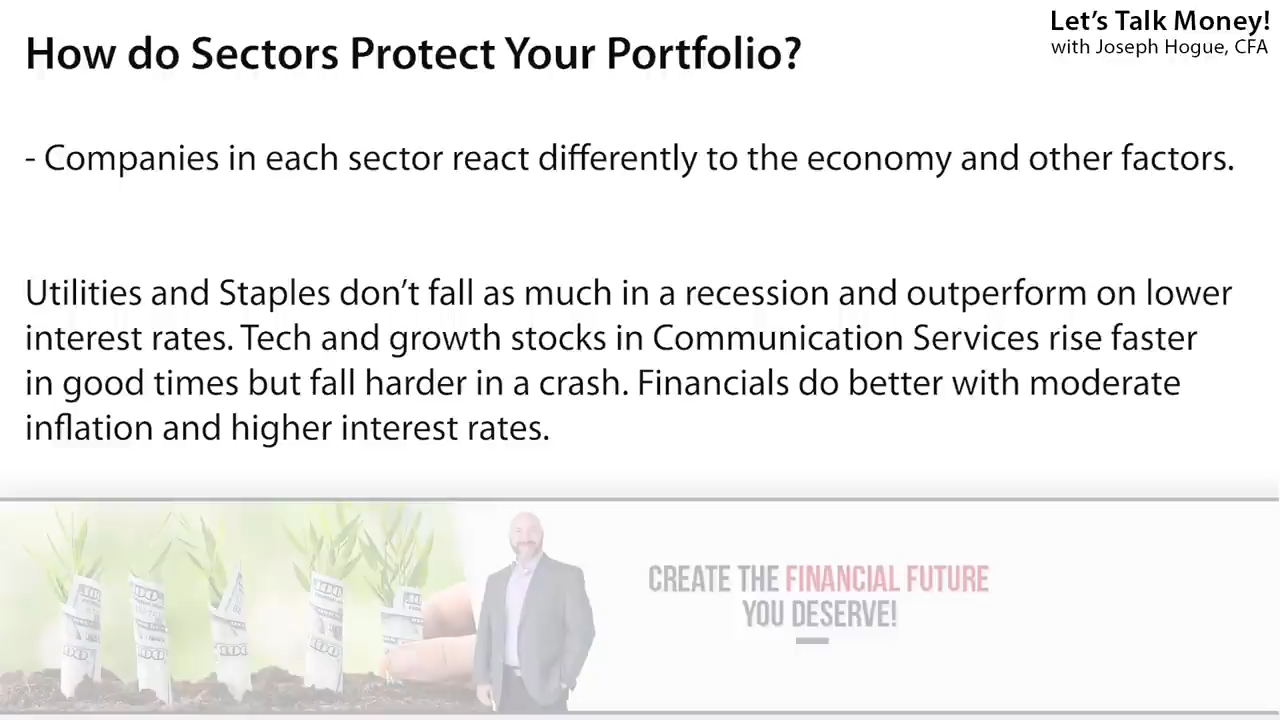 Let's Talk Money!
with Joseph Hogue, CFA
How do Sectors Protect Your Portfolio?
- Companies in each sector react differently to the economy and other factors.
Utilities and Staples don't fall as much in a recession and outperform on lower
interest rates. Tech and growth stocks in Communication Services rise faster
in good times but fall harder in a crash. Financials do better with moderate
inflation and higher interest rates.
CREATE THE FINANCIAL FUTURE
YOU DESERVE!